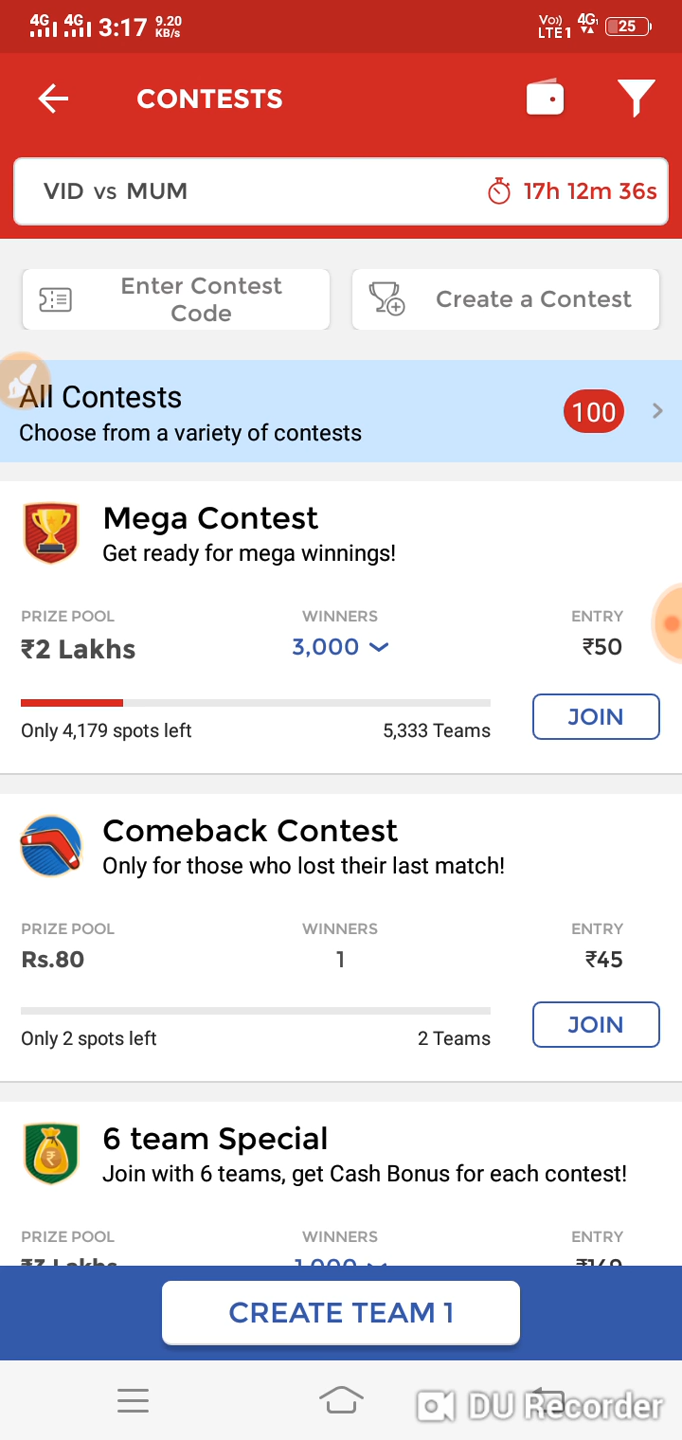 4G 4G 3:17 9.20 KB/s Vo) LTE1 4G 25
CONTESTS
VID vs MUM 17h 12m 36s
Enter Contest Code
Create a Contest
All Contests
Choose from a variety of contests
100
Mega Contest
Get ready for mega winnings!
PRIZE POOL WINNERS ENTRY
₹2 Lakhs 3,000 ₹50
Only 4,179 spots left 5,333 Teams JOIN
Comeback Contest
Only for those who lost their last match!
PRIZE POOL WINNERS ENTRY
Rs.80 1 ₹45
Only 2 spots left 2 Teams JOIN
6 team Special
Join with 6 teams, get Cash Bonus for each contest!
PRIZE POOL WINNERS ENTRY
₹3 Lakhs 1,000 ₹149
CREATE TEAM 1
DU Recorder